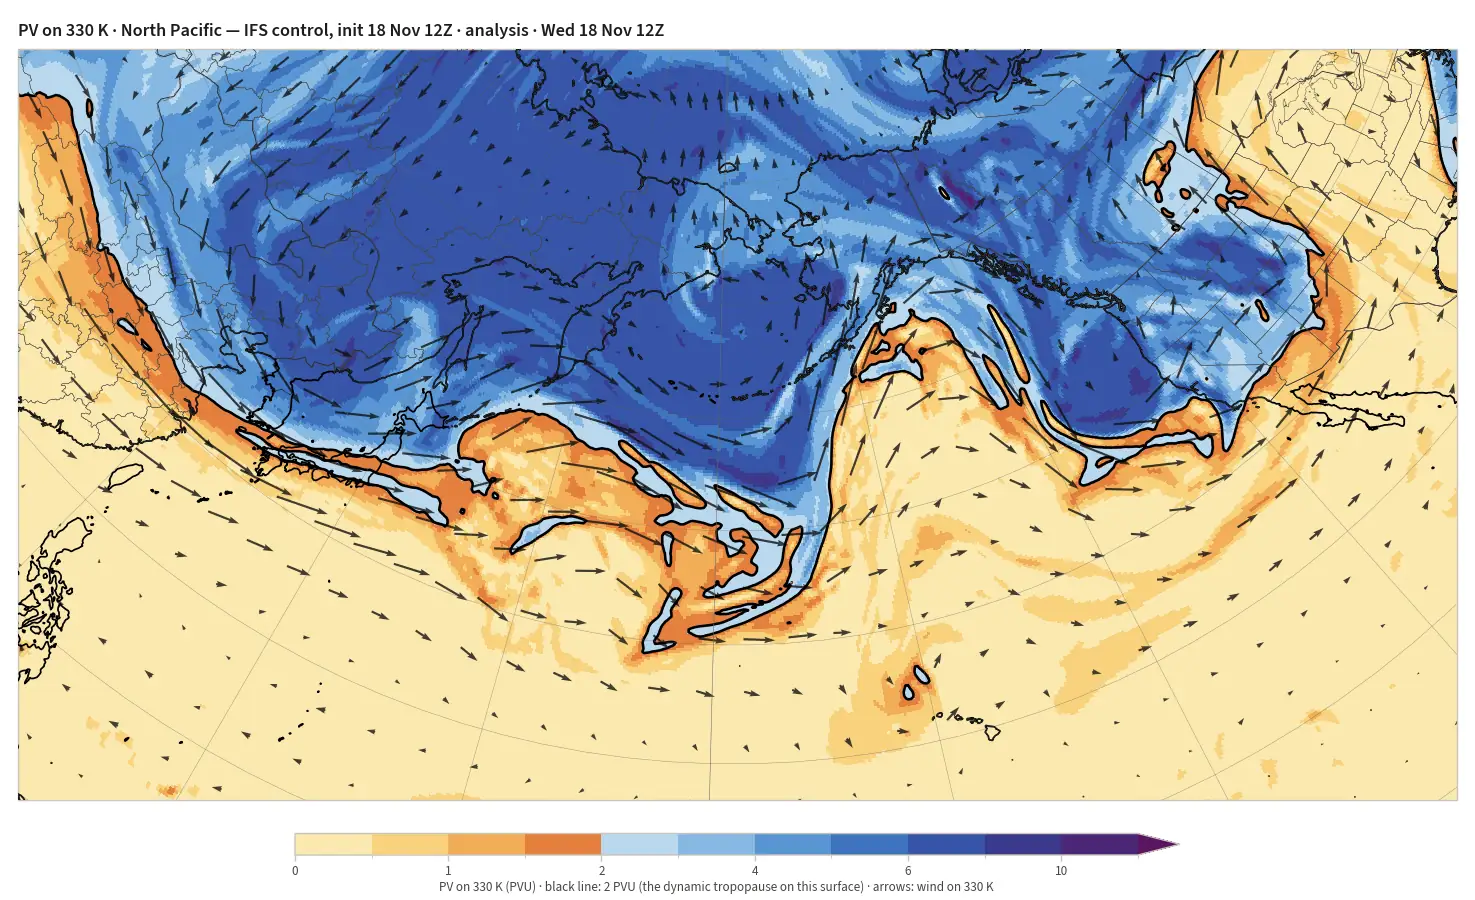 PV on 330 K · North Pacific — IFS control, init 18 Nov 12Z · analysis · Wed 18 Nov 12Z
0 1 2 4 6 10
PV on 330 K (PVU) · black line: 2 PVU (the dynamic tropopause on this surface) · arrows: wind on 330 K